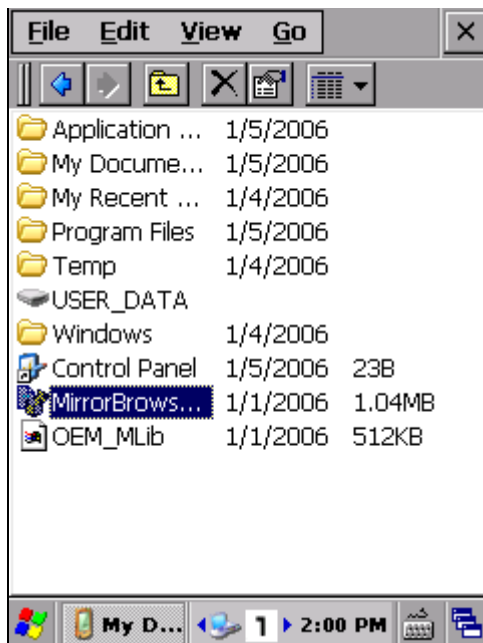 File Edit View Go
Application ... 1/5/2006
My Docume... 1/5/2006
My Recent ... 1/4/2006
Program Files 1/5/2006
Temp 1/4/2006
USER_DATA
Windows 1/4/2006
Control Panel 1/5/2006 23B
MirrorBrows... 1/1/2006 1.04MB
OEM_MLib 1/1/2006 512KB
My D... 1 2:00 PM